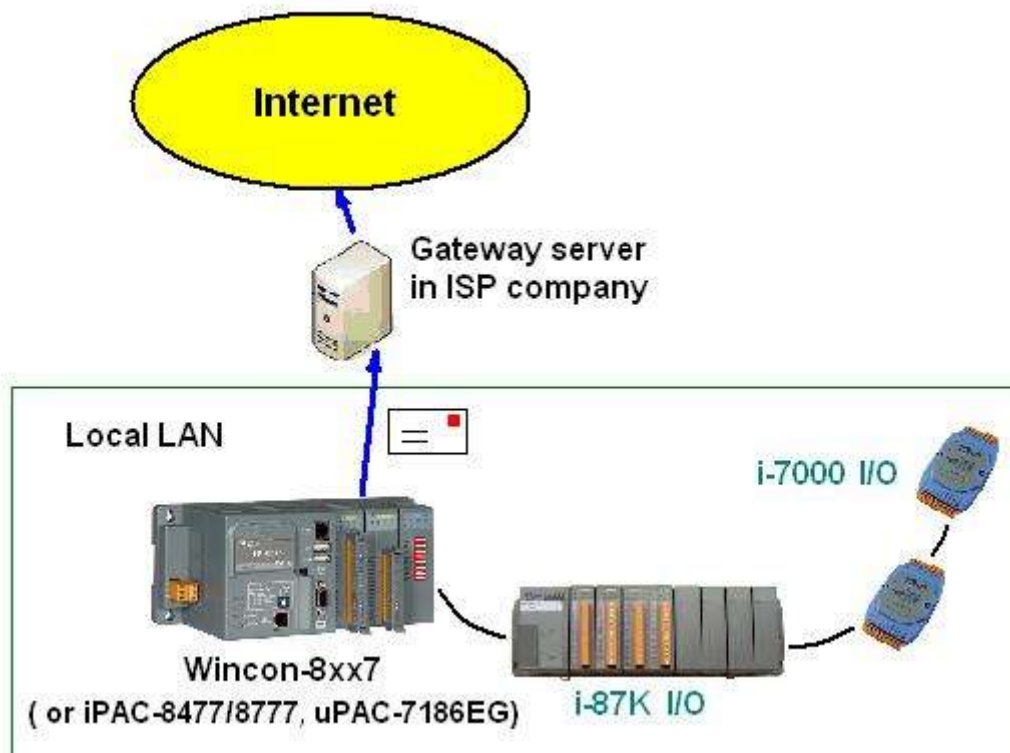 Internet
Gateway server
in ISP company
Local LAN
i-7000 I/O
Wincon-8xx7
( or iPAC-8477/8777, uPAC-7186EG)
i-87K I/O